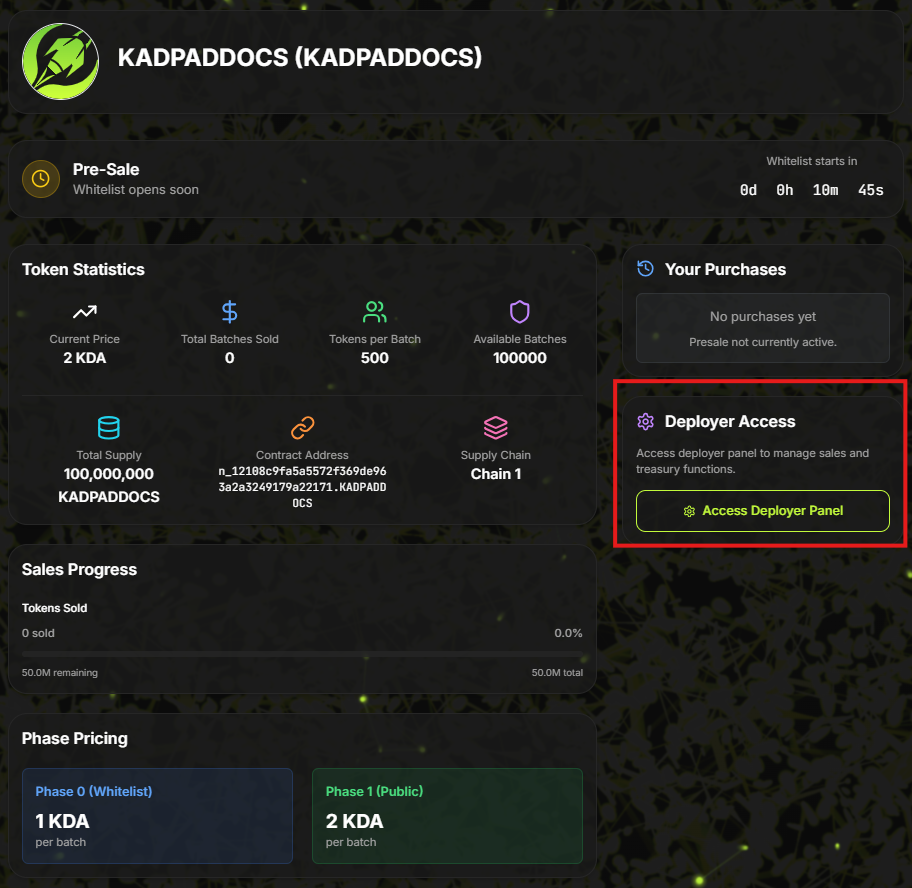 KADPADDOCS (KADPADDOCS)
Pre-Sale
Whitelist opens soon
Whitelist starts in
0d 0h 10m 45s
Token Statistics
Current Price
2 KDA
Total Batches Sold
0
Tokens per Batch
500
Available Batches
100000
Total Supply
100,000,000
KADPADDOCS
Contract Address
n_12108c9fa5a5572f369de96
3a2a3249179a22171.KADPADD
OCS
Supply Chain
Chain 1
Your Purchases
No purchases yet
Presale not currently active.
Deployer Access
Access deployer panel to manage sales and
treasury functions.
Access Deployer Panel
Sales Progress
Tokens Sold
0 sold 0.0%
50.0M remaining 50.0M total
Phase Pricing
Phase 0 (Whitelist)
1 KDA
per batch
Phase 1 (Public)
2 KDA
per batch